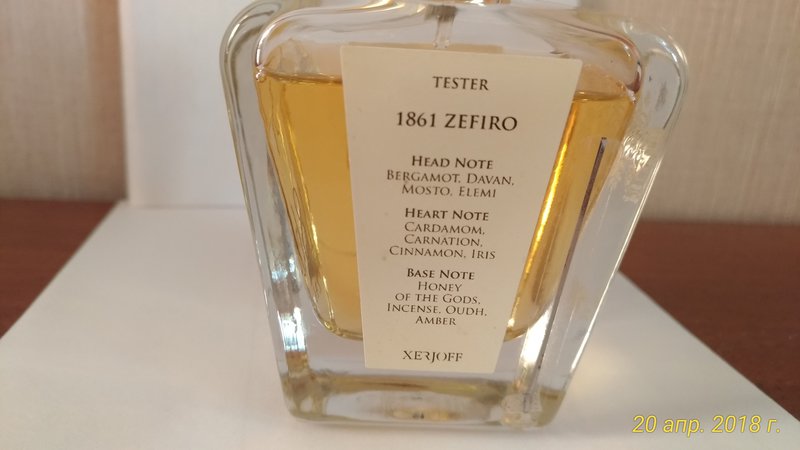 TESTER
1861 ZEFIRO
HEAD NOTE
BERGAMOT, DAVAN,
MOSTO, ELEMI
HEART NOTE
CARDAMOM,
CARNATION,
CINNAMON, IRIS
BASE NOTE
HONEY
OF THE GODS,
INCENSE, OUDH,
AMBER
XERJOFF
20 апр. 2018 г.